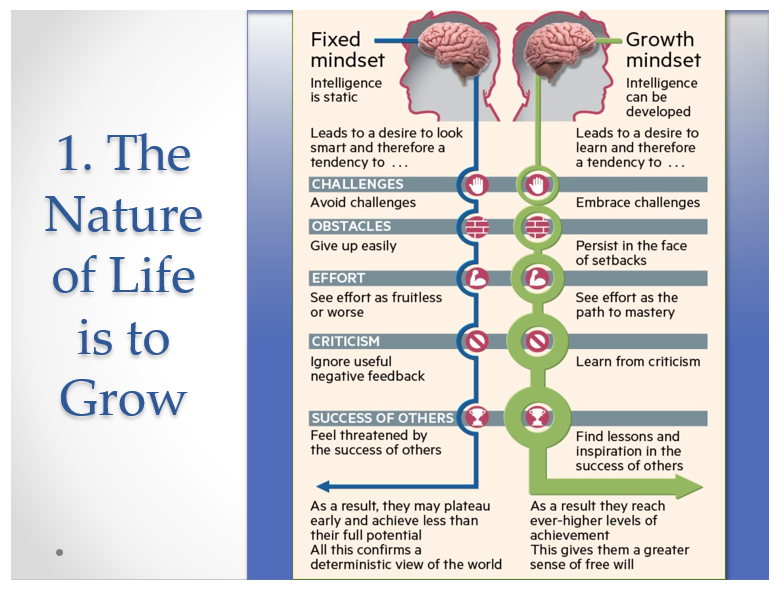 1. The
Nature
of Life
is to
Grow
Fixed
mindset
Intelligence
is static
Growth
mindset
Intelligence
can be
developed
Leads to a desire to look
smart and therefore a
tendency to ...
Leads to a desire to
learn and therefore
a tendency to ...
CHALLENGES
Avoid challenges
Embrace challenges
OBSTACLES
Give up easily
Persist in the face
of setbacks
EFFORT
See effort as fruitless
or worse
See effort as the
path to mastery
CRITICISM
Ignore useful
negative feedback
Learn from criticism
SUCCESS OF OTHERS
Feel threatened by
the success of others
Find lessons and
inspiration in the
success of others
As a result, they may plateau
early and achieve less than
their full potential
All this confirms a
deterministic view of the world
As a result they reach
ever-higher levels of
achievement
This gives them a greater
sense of free will